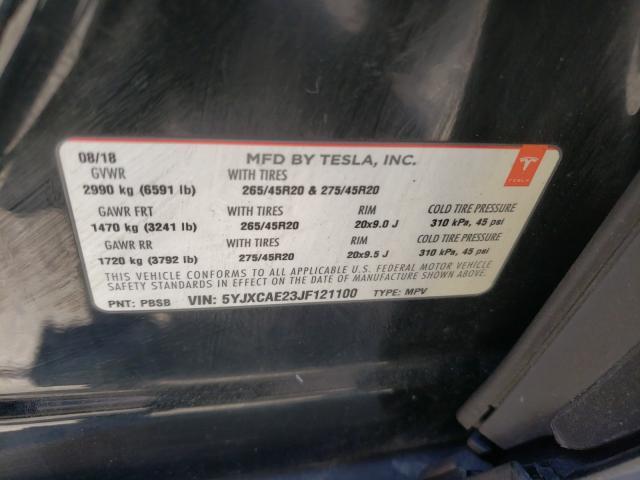 08/18 MFD BY TESLA, INC.
GVWR WITH TIRES
2990 kg (6591 lb) 265/45R20 & 275/45R20
GAWR FRT WITH TIRES RIM COLD TIRE PRESSURE
1470 kg (3241 lb) 265/45R20 20x9.0 J 310 kPa, 45 psi
GAWR RR WITH TIRES RIM COLD TIRE PRESSURE
1720 kg (3792 lb) 275/45R20 20x9.5 J 310 kPa, 45 psi
THIS VEHICLE CONFORMS TO ALL APPLICABLE U.S. FEDERAL MOTOR VEHICLE
SAFETY STANDARDS IN EFFECT ON THE DATE OF MANUFACTURE SHOWN ABOVE.
PNT: PBSB VIN: 5YJXCAE23JF121100 TYPE: MPV
TESLA